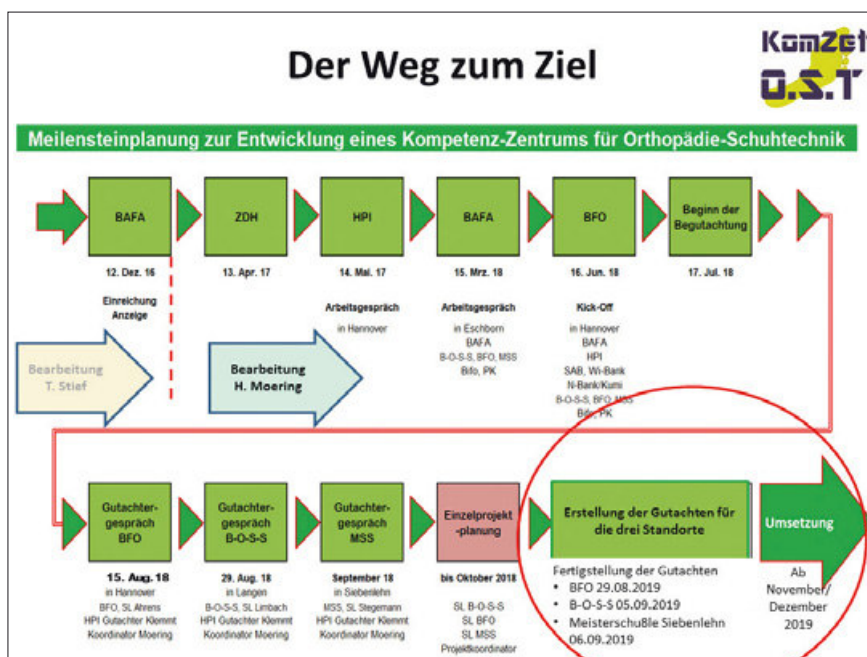 Der Weg zum Ziel
KomZet
O.S.T
Meilensteinplanung zur Entwicklung eines Kompetenz-Zentrums für Orthopädie-Schuhtechnik
BAFA
12. Dez. 16
Einreichung
Anzeige
ZDH
13. Apr. 17
HPI
14. Mai. 17
Arbeitsgespräch
in Hannover
BAFA
15. Mrz. 18
Arbeitsgespräch
in Eschborn
BAFA
B-O-S-S, BFO, MSS
Bifo, PK
BFO
16. Jun. 18
Kick-Off
in Hannover
BAFA
HPI
SAB, Wi-Bank
N-Bank/Kumi
B-O-S-S, BFO, MSS
Bifo, PK
Beginn der
Begutachtung
17. Jul. 18
Bearbeitung
T. Stief
Bearbeitung
H. Moering
Gutachter-
gespräch
BFO
15. Aug. 18
in Hannover
BFO, SL Ahrens
HPI Gutachter Klemmt
Koordinator Moering
Gutachter-
gespräch
B-O-S-S
29. Aug. 18
in Langen
B-O-S-S, SL Limbach
HPI Gutachter Klemmt
Koordinator Moering
Gutachter-
gespräch
MSS
September 18
in Siebenlehn
MSS, SL Stegemann
HPI Gutachter Klemmt
Koordinator Moering
Einzelprojekt
-planung
bis Oktober 2018
SL B-O-S-S
SL BFO
SL MSS
Projektkoordinator
Erstellung der Gutachten für
die drei Standorte
Fertigstellung der Gutachten
• BFO 29.08.2019
• B-O-S-S 05.09.2019
• Meisterschußle Siebenlehn
06.09.2019
Umsetzung
Ab
November/
Dezember
2019